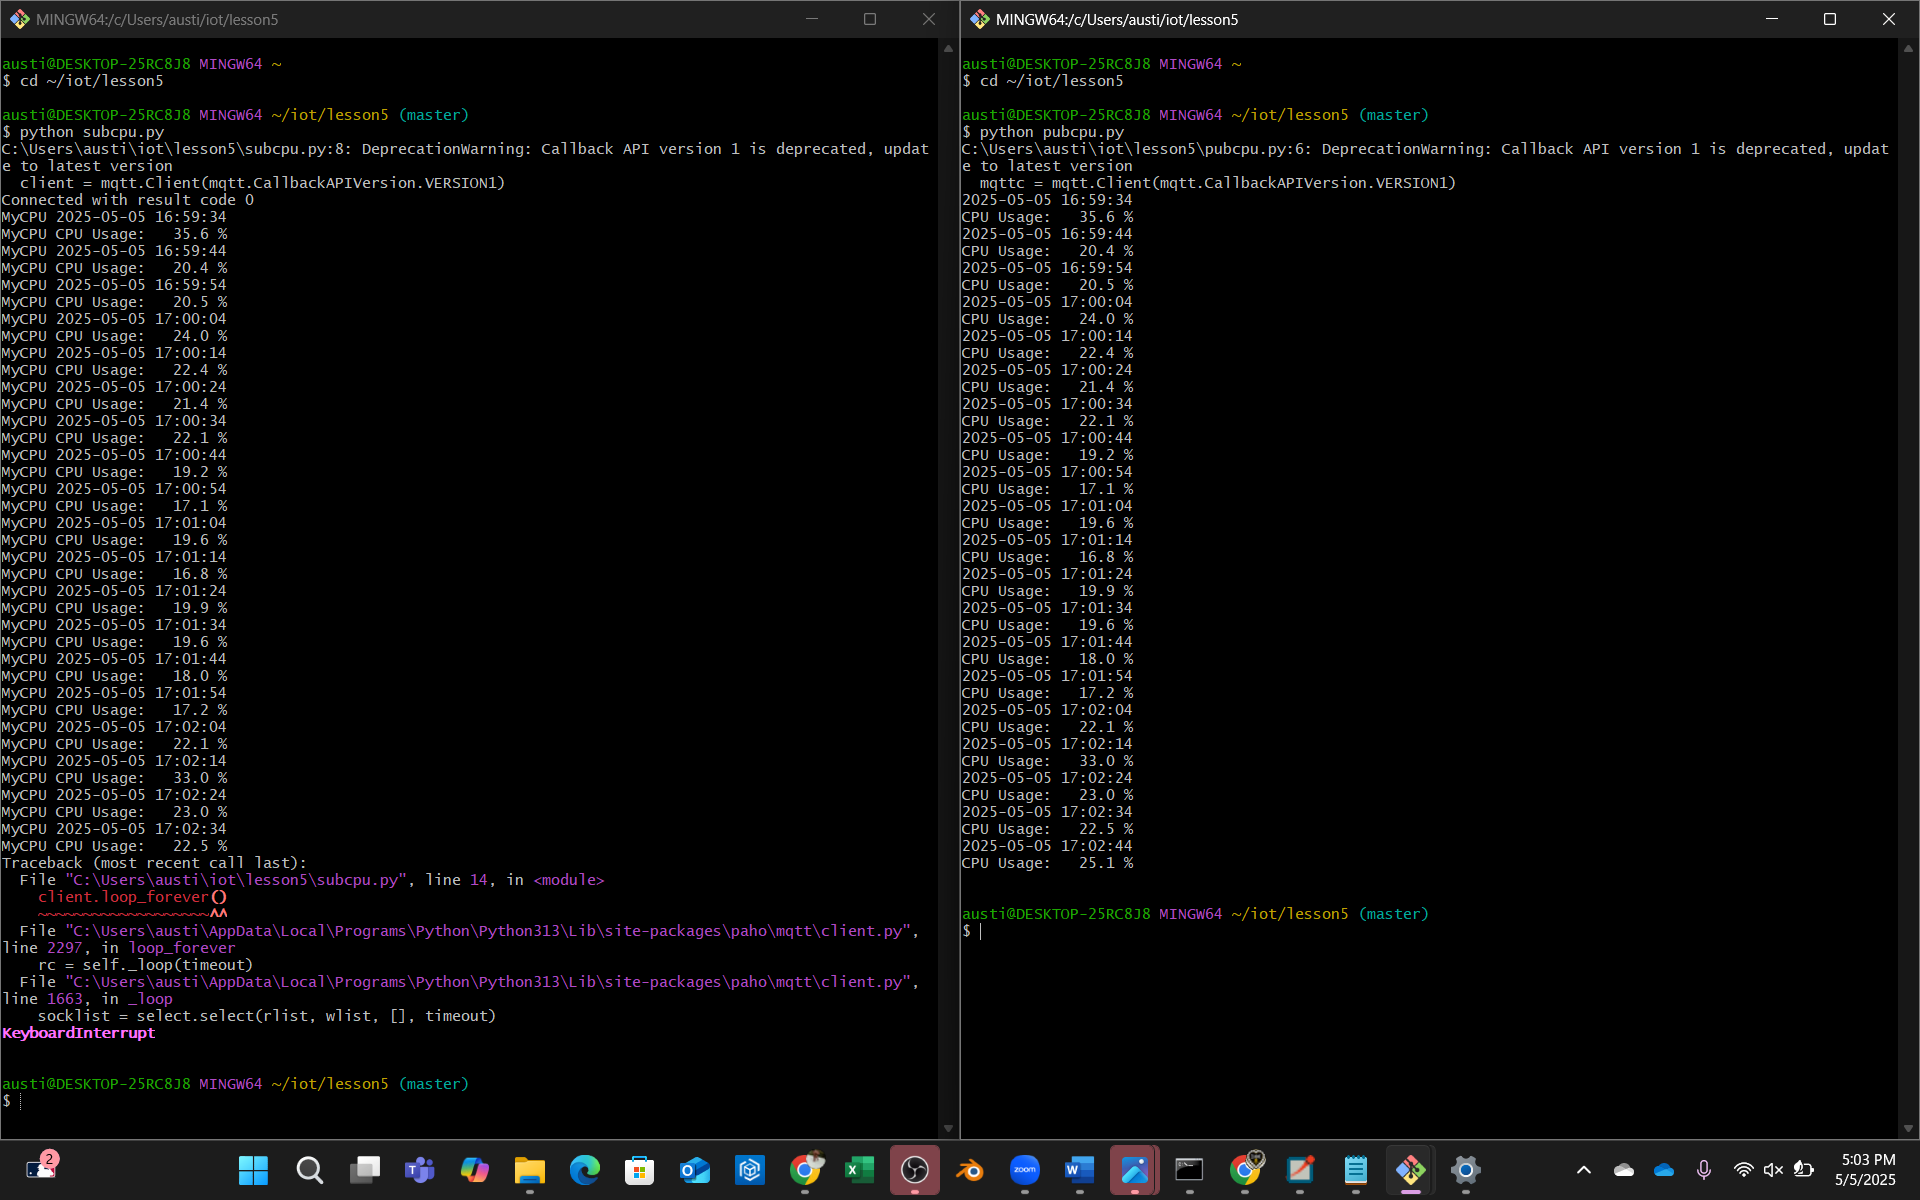 MINGW64:/c/Users/austi/iot/lesson5
austi@DESKTOP-25RC8J8 MINGW64 ~
$ cd ~/iot/lesson5
austi@DESKTOP-25RC8J8 MINGW64 ~/iot/lesson5 (master)
$ python subcpu.py
C:\Users\austi\iot\lesson5\subcpu.py:8: DeprecationWarning: Callback API version 1 is deprecated, updat
e to latest version
  client = mqtt.Client(mqtt.CallbackAPIVersion.VERSION1)
Connected with result code 0
MyCPU 2025-05-05 16:59:34
MyCPU CPU Usage:   35.6 %
MyCPU 2025-05-05 16:59:44
MyCPU CPU Usage:   20.4 %
MyCPU 2025-05-05 16:59:54
MyCPU CPU Usage:   20.5 %
MyCPU 2025-05-05 17:00:04
MyCPU CPU Usage:   24.0 %
MyCPU 2025-05-05 17:00:14
MyCPU CPU Usage:   22.4 %
MyCPU 2025-05-05 17:00:24
MyCPU CPU Usage:   21.4 %
MyCPU 2025-05-05 17:00:34
MyCPU CPU Usage:   22.1 %
MyCPU 2025-05-05 17:00:44
MyCPU CPU Usage:   19.2 %
MyCPU 2025-05-05 17:00:54
MyCPU CPU Usage:   17.1 %
MyCPU 2025-05-05 17:01:04
MyCPU CPU Usage:   19.6 %
MyCPU 2025-05-05 17:01:14
MyCPU CPU Usage:   16.8 %
MyCPU 2025-05-05 17:01:24
MyCPU CPU Usage:   19.9 %
MyCPU 2025-05-05 17:01:34
MyCPU CPU Usage:   19.6 %
MyCPU 2025-05-05 17:01:44
MyCPU CPU Usage:   18.0 %
MyCPU 2025-05-05 17:01:54
MyCPU CPU Usage:   17.2 %
MyCPU 2025-05-05 17:02:04
MyCPU CPU Usage:   22.1 %
MyCPU 2025-05-05 17:02:14
MyCPU CPU Usage:   33.0 %
MyCPU 2025-05-05 17:02:24
MyCPU CPU Usage:   23.0 %
MyCPU 2025-05-05 17:02:34
MyCPU CPU Usage:   22.5 %
Traceback (most recent call last):
  File "C:\Users\austi\iot\lesson5\subcpu.py", line 14, in <module>
    client.loop_forever()
    ~~~~~~~~~~~~~~~~~~~^^
  File "C:\Users\austi\AppData\Local\Programs\Python\Python313\Lib\site-packages\paho\mqtt\client.py",
line 2297, in loop_forever
    rc = self._loop(timeout)
  File "C:\Users\austi\AppData\Local\Programs\Python\Python313\Lib\site-packages\paho\mqtt\client.py",
line 1663, in _loop
    socklist = select.select(rlist, wlist, [], timeout)
KeyboardInterrupt
austi@DESKTOP-25RC8J8 MINGW64 ~/iot/lesson5 (master)
$
MINGW64:/c/Users/austi/iot/lesson5
austi@DESKTOP-25RC8J8 MINGW64 ~
$ cd ~/iot/lesson5
austi@DESKTOP-25RC8J8 MINGW64 ~/iot/lesson5 (master)
$ python pubcpu.py
C:\Users\austi\iot\lesson5\pubcpu.py:6: DeprecationWarning: Callback API version 1 is deprecated, updat
e to latest version
  mqttc = mqtt.Client(mqtt.CallbackAPIVersion.VERSION1)
2025-05-05 16:59:34
CPU Usage:   35.6 %
2025-05-05 16:59:44
CPU Usage:   20.4 %
2025-05-05 16:59:54
CPU Usage:   20.5 %
2025-05-05 17:00:04
CPU Usage:   24.0 %
2025-05-05 17:00:14
CPU Usage:   22.4 %
2025-05-05 17:00:24
CPU Usage:   21.4 %
2025-05-05 17:00:34
CPU Usage:   22.1 %
2025-05-05 17:00:44
CPU Usage:   19.2 %
2025-05-05 17:00:54
CPU Usage:   17.1 %
2025-05-05 17:01:04
CPU Usage:   19.6 %
2025-05-05 17:01:14
CPU Usage:   16.8 %
2025-05-05 17:01:24
CPU Usage:   19.9 %
2025-05-05 17:01:34
CPU Usage:   19.6 %
2025-05-05 17:01:44
CPU Usage:   18.0 %
2025-05-05 17:01:54
CPU Usage:   17.2 %
2025-05-05 17:02:04
CPU Usage:   22.1 %
2025-05-05 17:02:14
CPU Usage:   33.0 %
2025-05-05 17:02:24
CPU Usage:   23.0 %
2025-05-05 17:02:34
CPU Usage:   22.5 %
2025-05-05 17:02:44
CPU Usage:   25.1 %
austi@DESKTOP-25RC8J8 MINGW64 ~/iot/lesson5 (master)
$
2
zoom
5:03 PM
5/5/2025